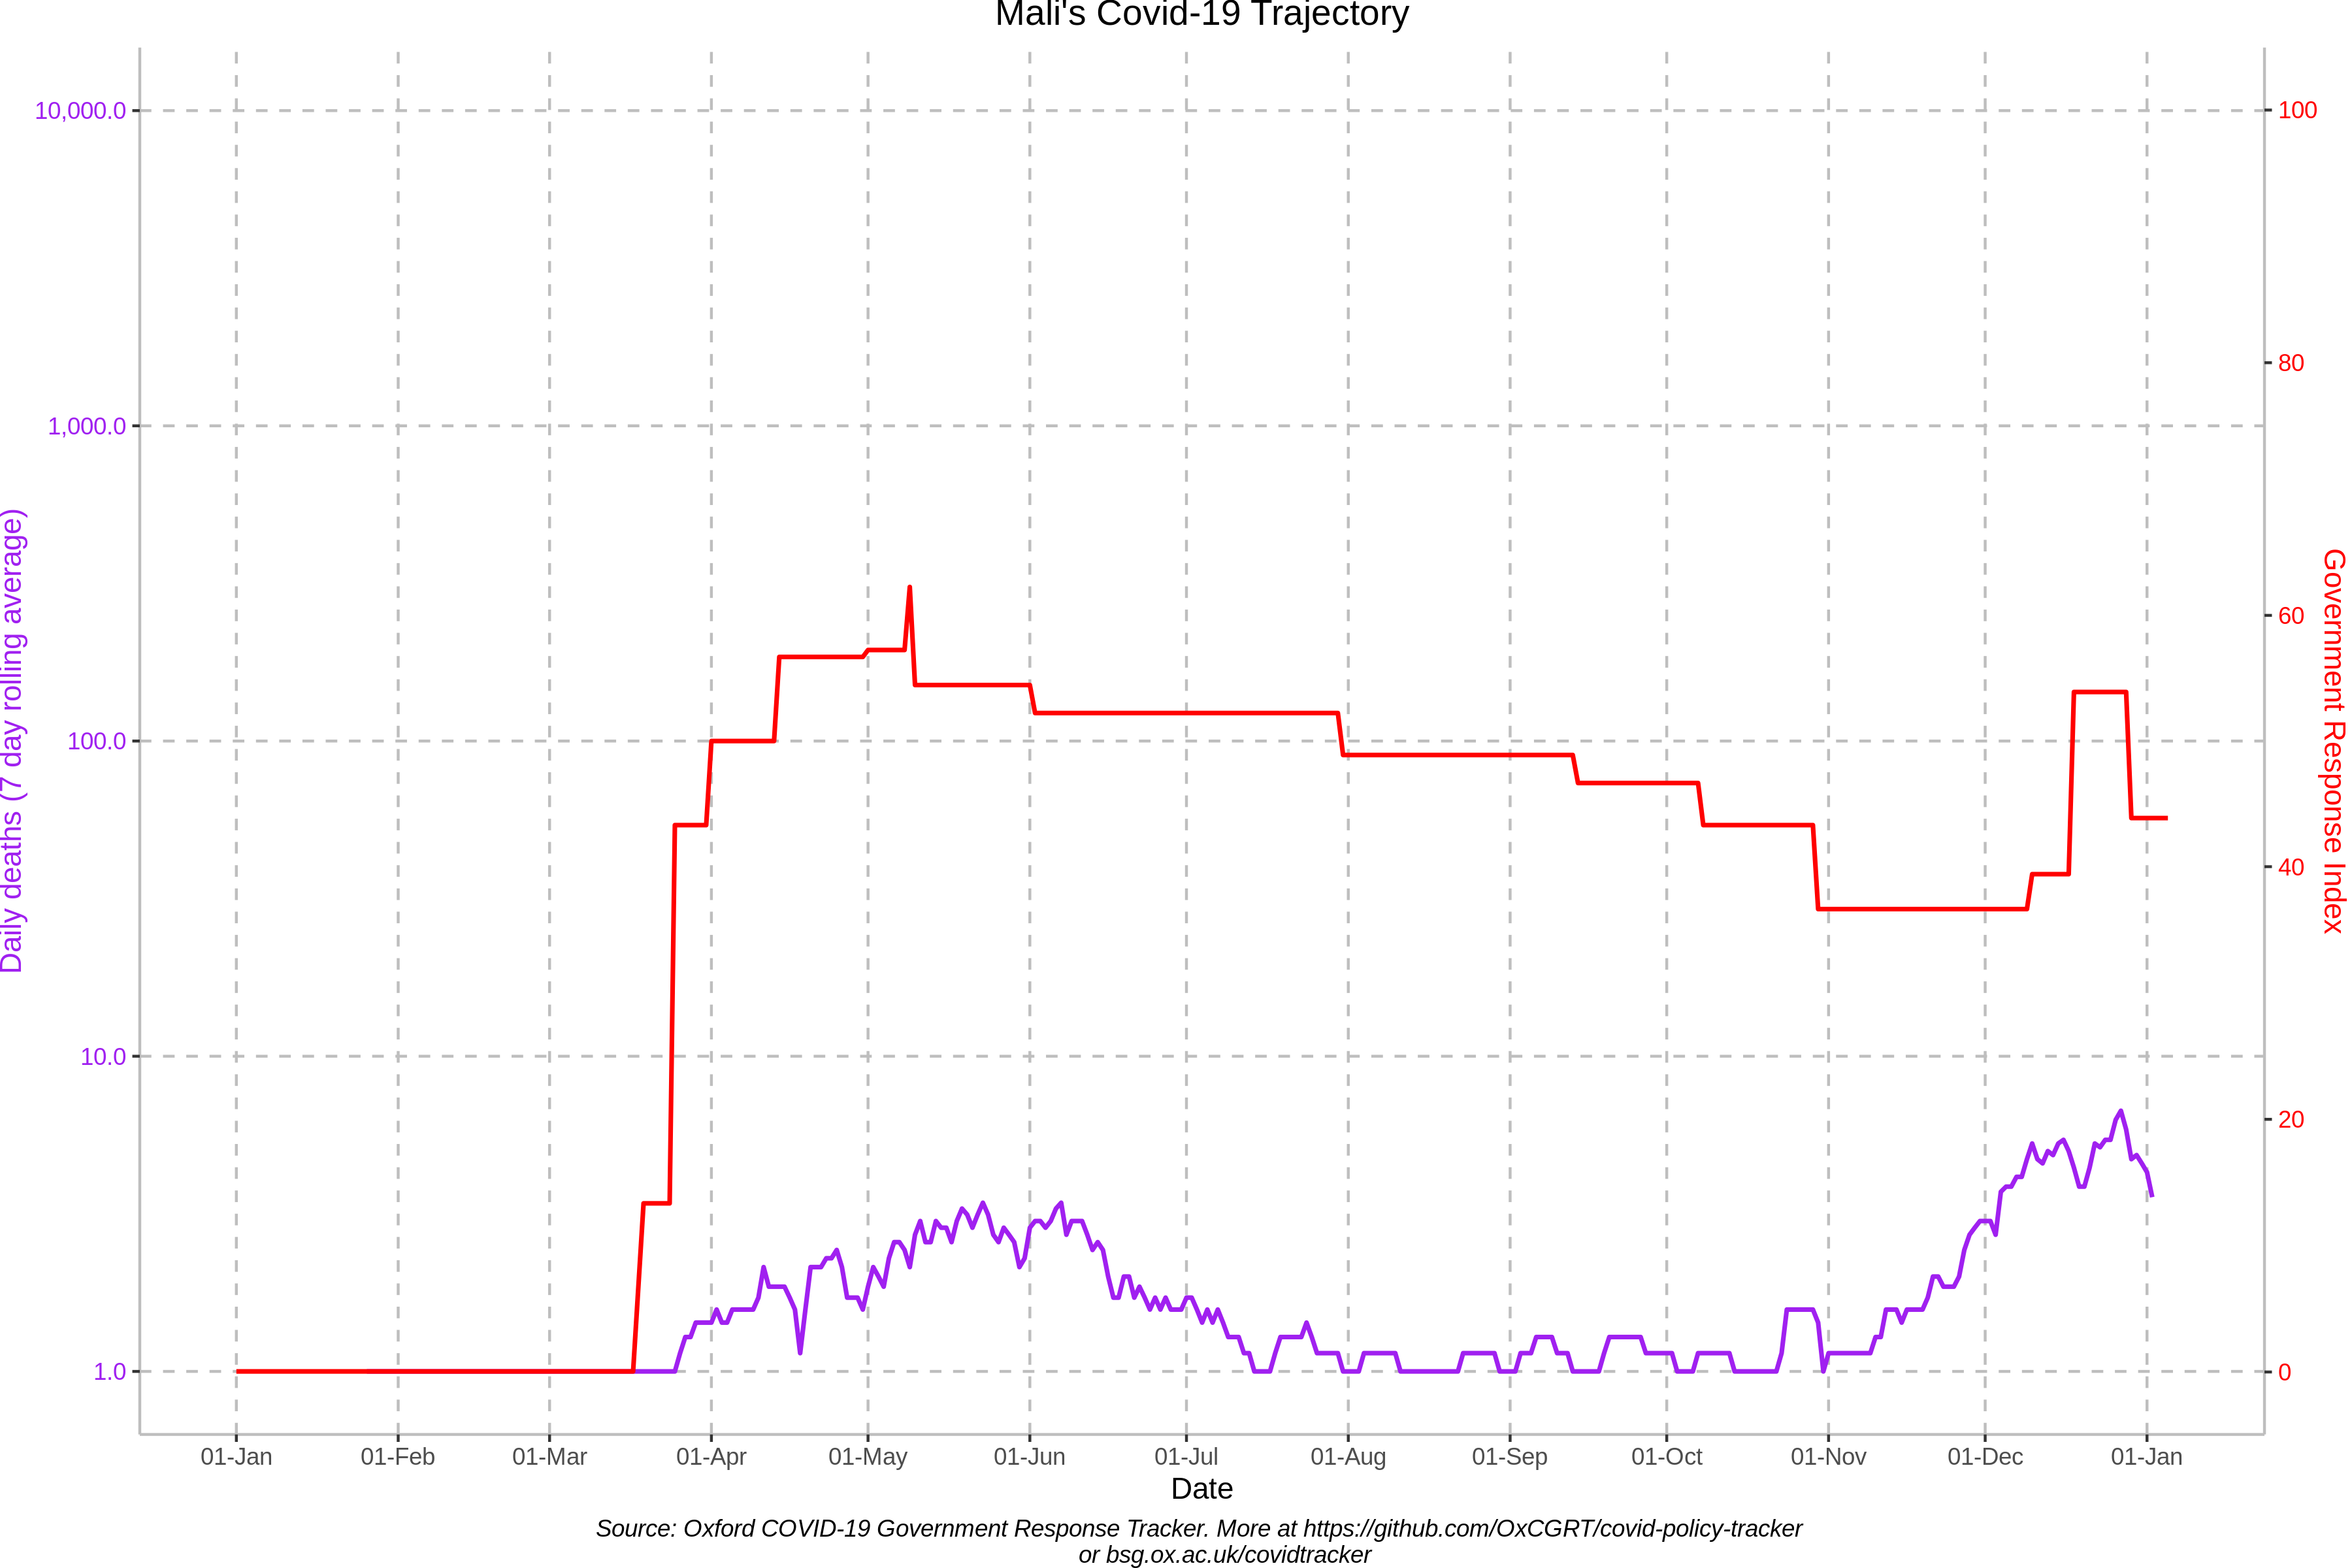 Mali's Covid-19 Trajectory
10,000.0
1,000.0
100.0
10.0
1.0
Daily deaths (7 day rolling average)
100
80
60
40
20
0
Government Response Index
01-Jan 01-Feb 01-Mar 01-Apr 01-May 01-Jun 01-Jul 01-Aug 01-Sep 01-Oct 01-Nov 01-Dec 01-Jan
Date
Source: Oxford COVID-19 Government Response Tracker. More at https://github.com/OxCGRT/covid-policy-tracker
or bsg.ox.ac.uk/covidtracker